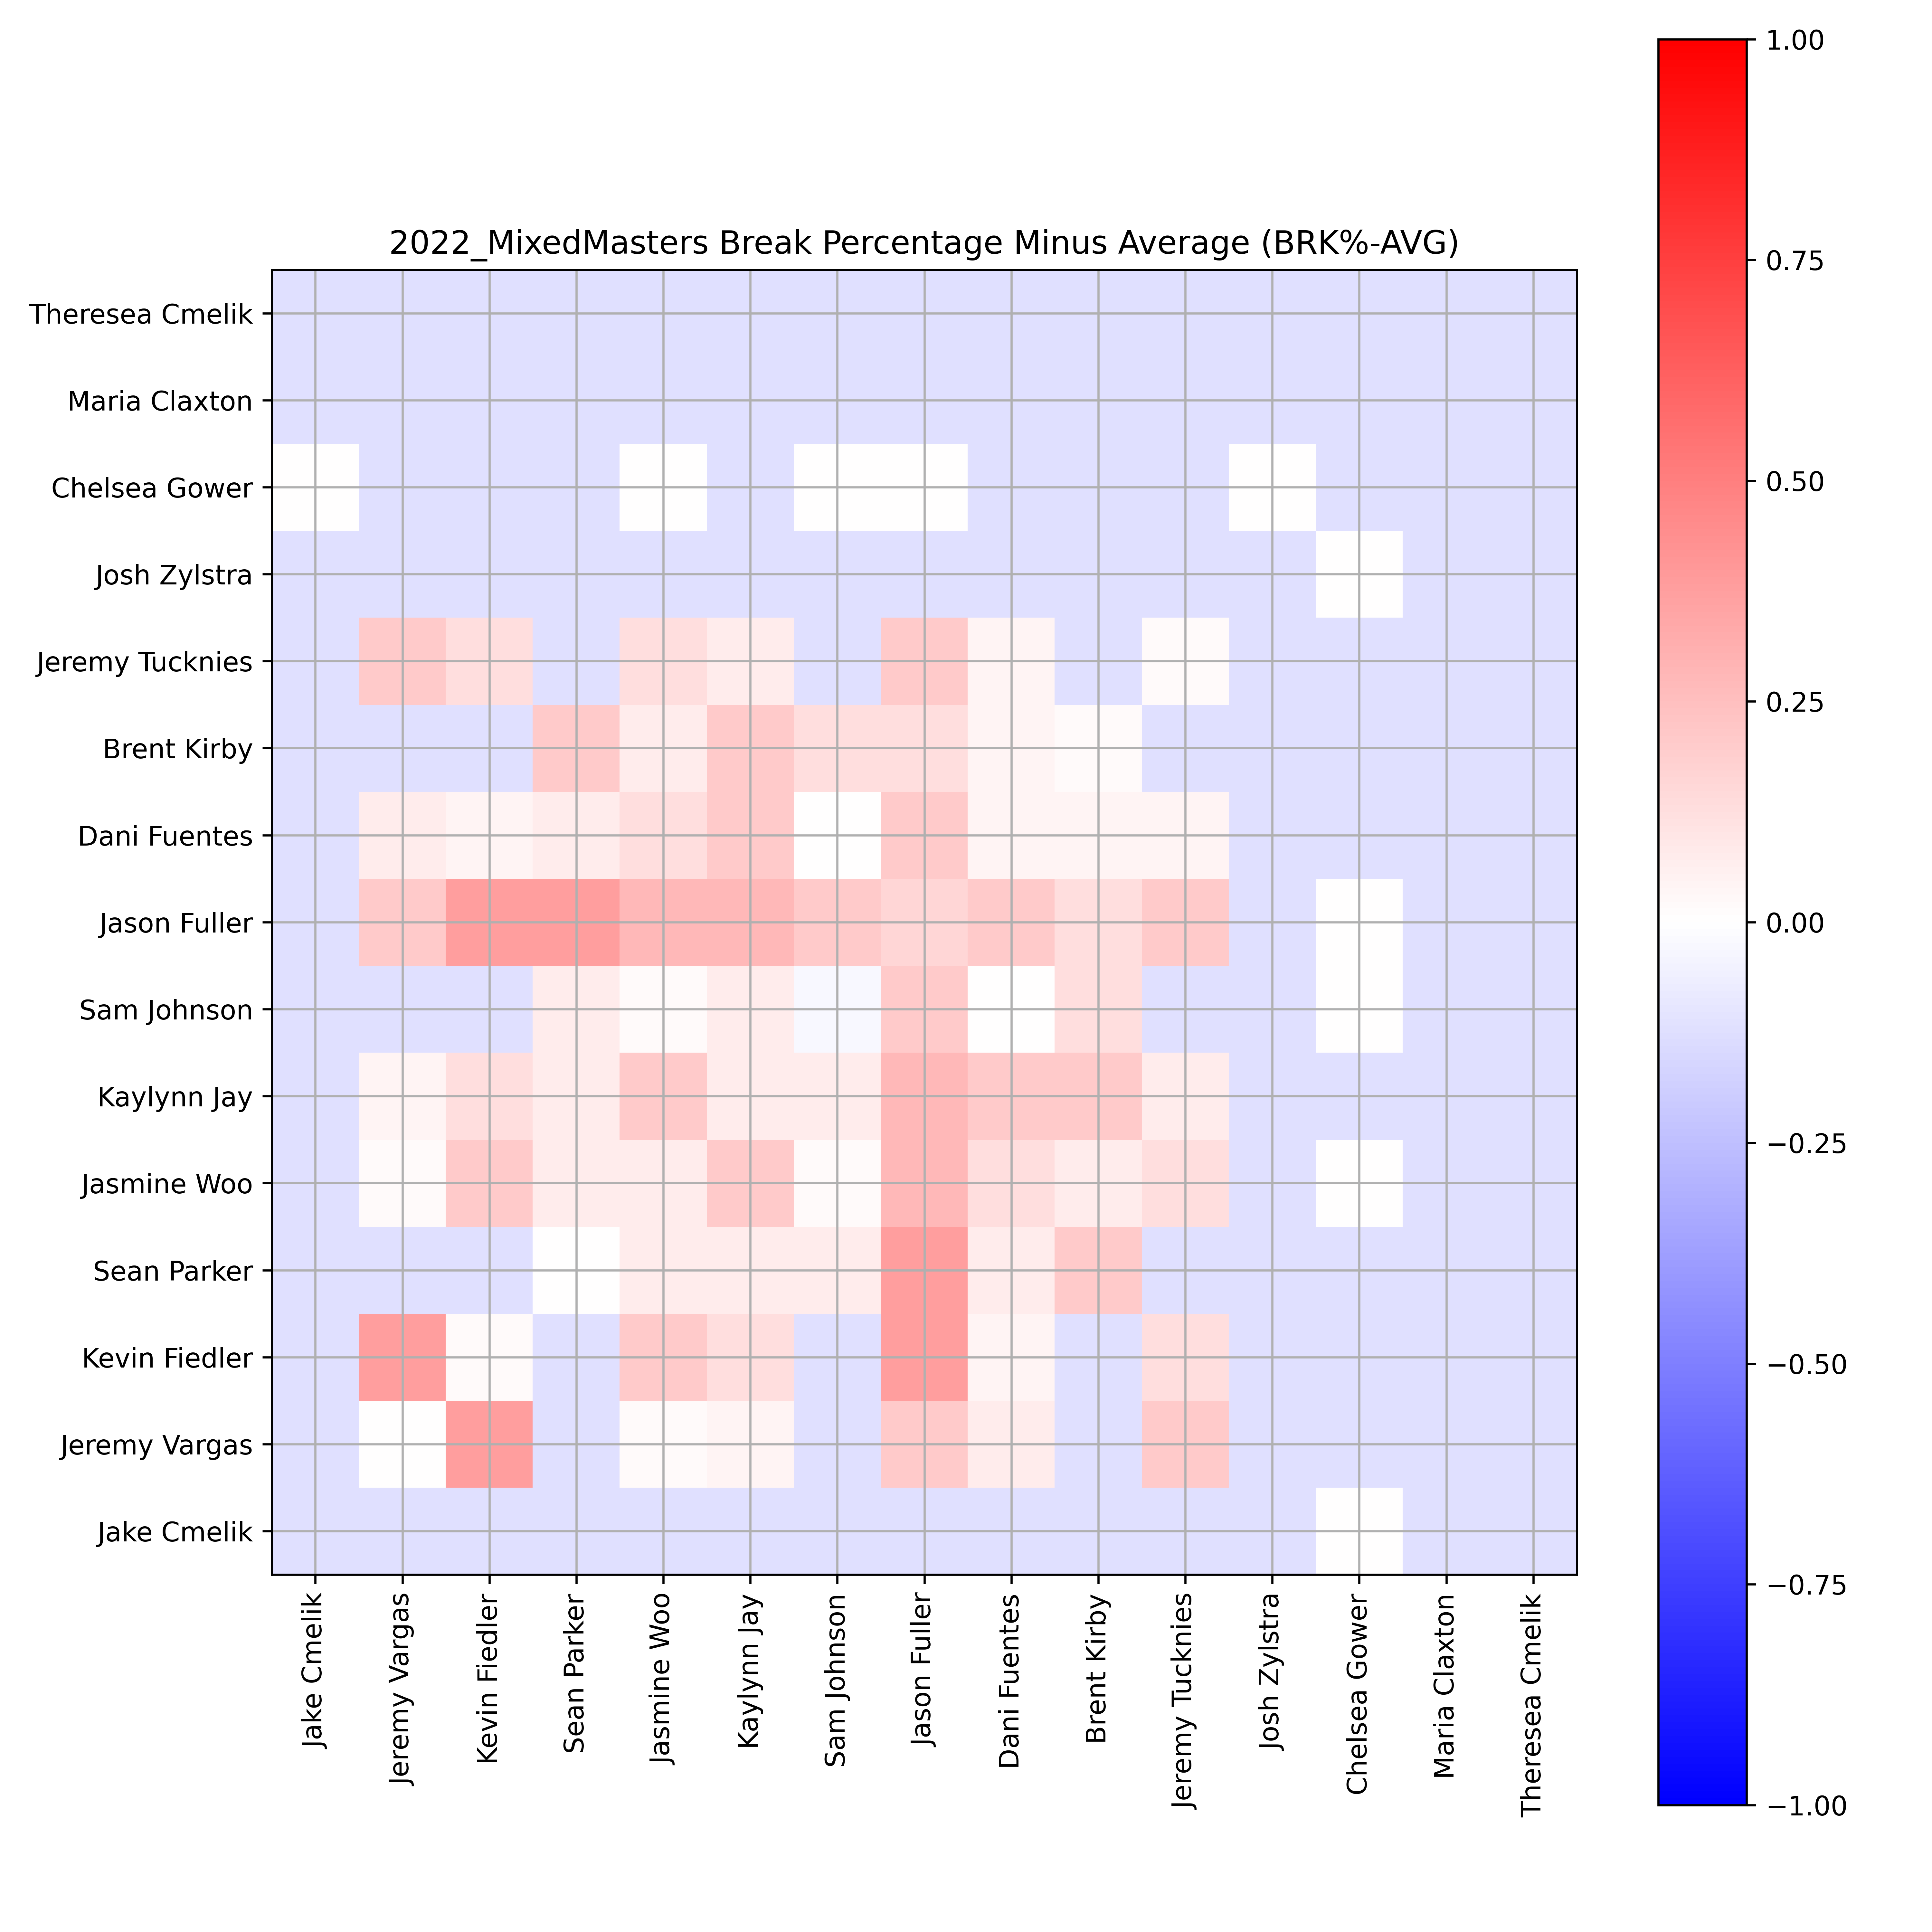 2022_MixedMasters Break Percentage Minus Average (BRK%-AVG)
Theresea Cmelik
Maria Claxton
Chelsea Gower
Josh Zylstra
Jeremy Tucknies
Brent Kirby
Dani Fuentes
Jason Fuller
Sam Johnson
Kaylynn Jay
Jasmine Woo
Sean Parker
Kevin Fiedler
Jeremy Vargas
Jake Cmelik
Jake Cmelik
Jeremy Vargas
Kevin Fiedler
Sean Parker
Jasmine Woo
Kaylynn Jay
Sam Johnson
Jason Fuller
Dani Fuentes
Brent Kirby
Jeremy Tucknies
Josh Zylstra
Chelsea Gower
Maria Claxton
Theresea Cmelik
1.00
0.75
0.50
0.25
0.00
−0.25
−0.50
−0.75
−1.00